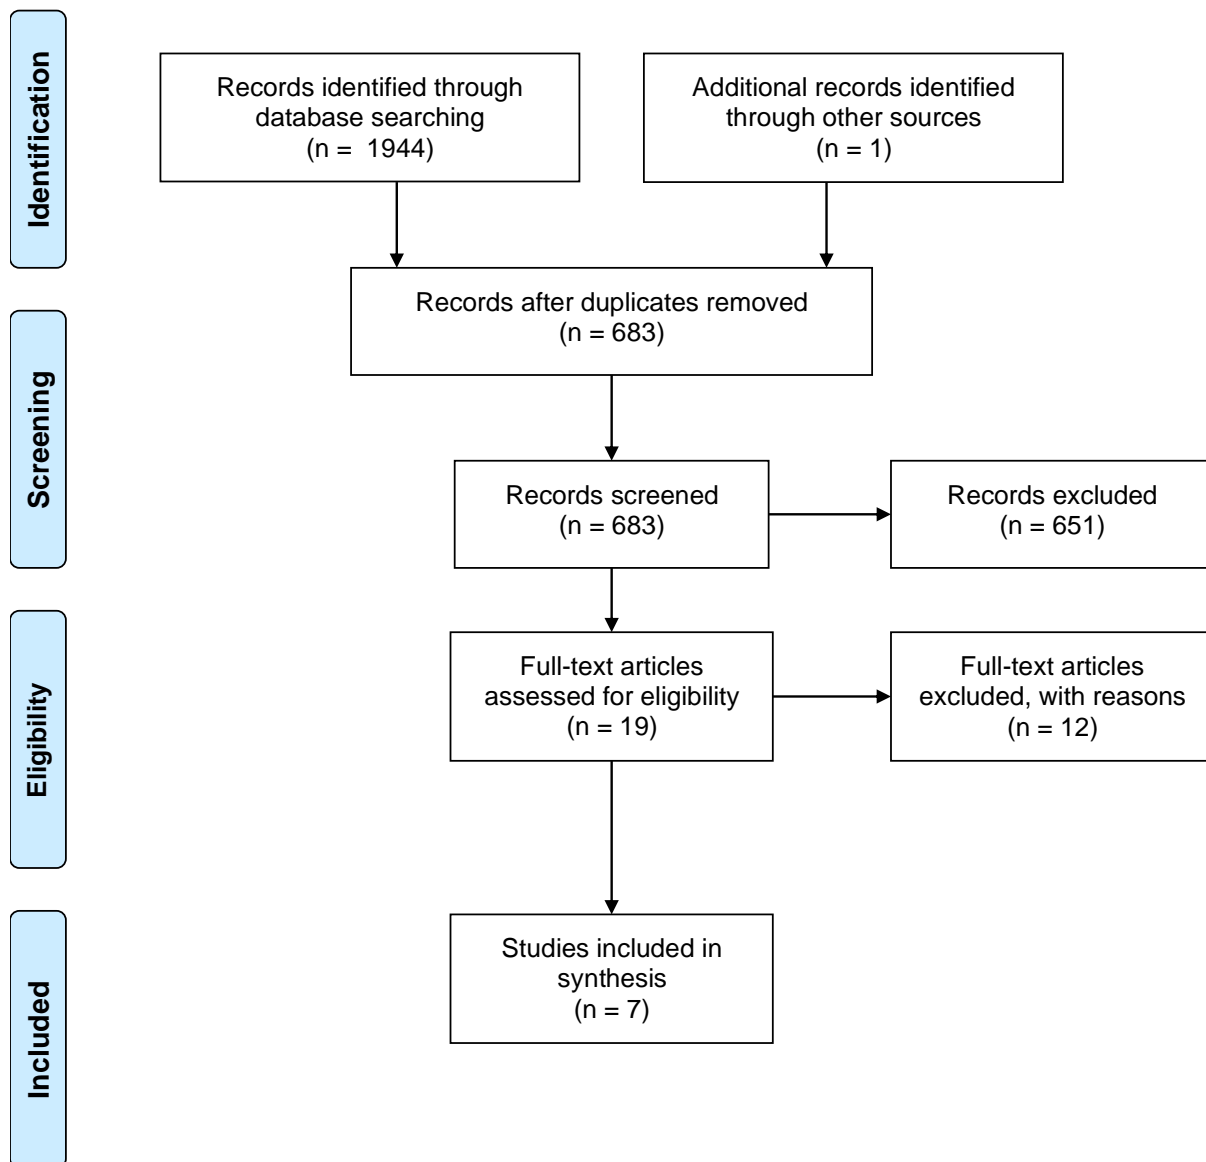 Identification
Records identified through
database searching
(n =  1944)
Additional records identified
through other sources
(n = 1)
Records after duplicates removed
(n = 683)
Screening
Records screened
(n = 683)
Records excluded
(n = 651)
Eligibility
Full-text articles
assessed for eligibility
(n = 19)
Full-text articles
excluded, with reasons
(n = 12)
Included
Studies included in
synthesis
(n = 7)